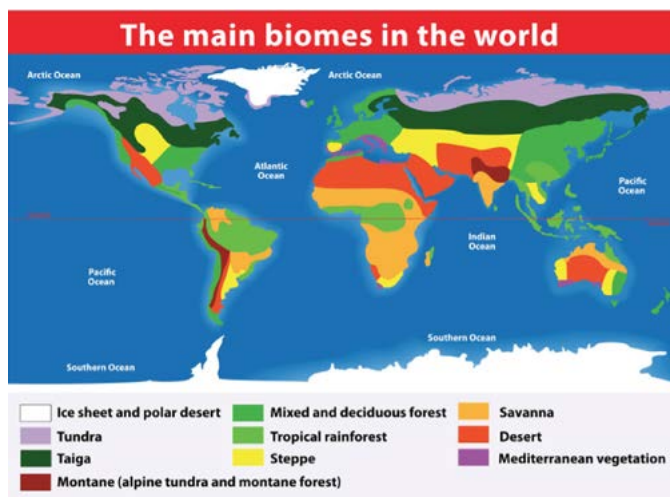 The main biomes in the world
Arctic Ocean
Arctic Ocean
Atlantic
Ocean
Pacific
Ocean
Indian
Ocean
Pacific
Ocean
Southern Ocean
Southern Ocean
Ice sheet and polar desert
Tundra
Taiga
Montane (alpine tundra and montane forest)
Mixed and deciduous forest
Tropical rainforest
Steppe
Savanna
Desert
Mediterranean vegetation